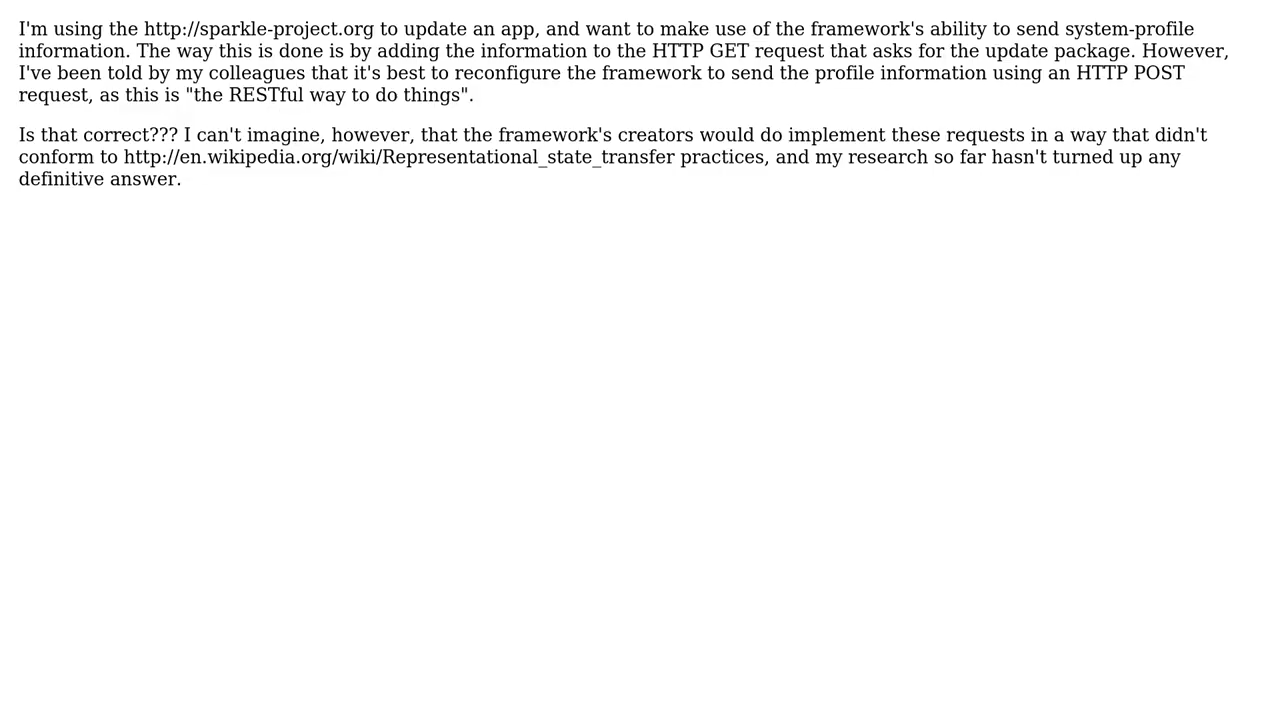 I'm using the http://sparkle-project.org to update an app, and want to make use of the framework's ability to send system-profile
information. The way this is done is by adding the information to the HTTP GET request that asks for the update package. However,
I've been told by my colleagues that it's best to reconfigure the framework to send the profile information using an HTTP POST
request, as this is "the RESTful way to do things".
Is that correct??? I can't imagine, however, that the framework's creators would do implement these requests in a way that didn't
conform to http://en.wikipedia.org/wiki/Representational_state_transfer practices, and my research so far hasn't turned up any
definitive answer.